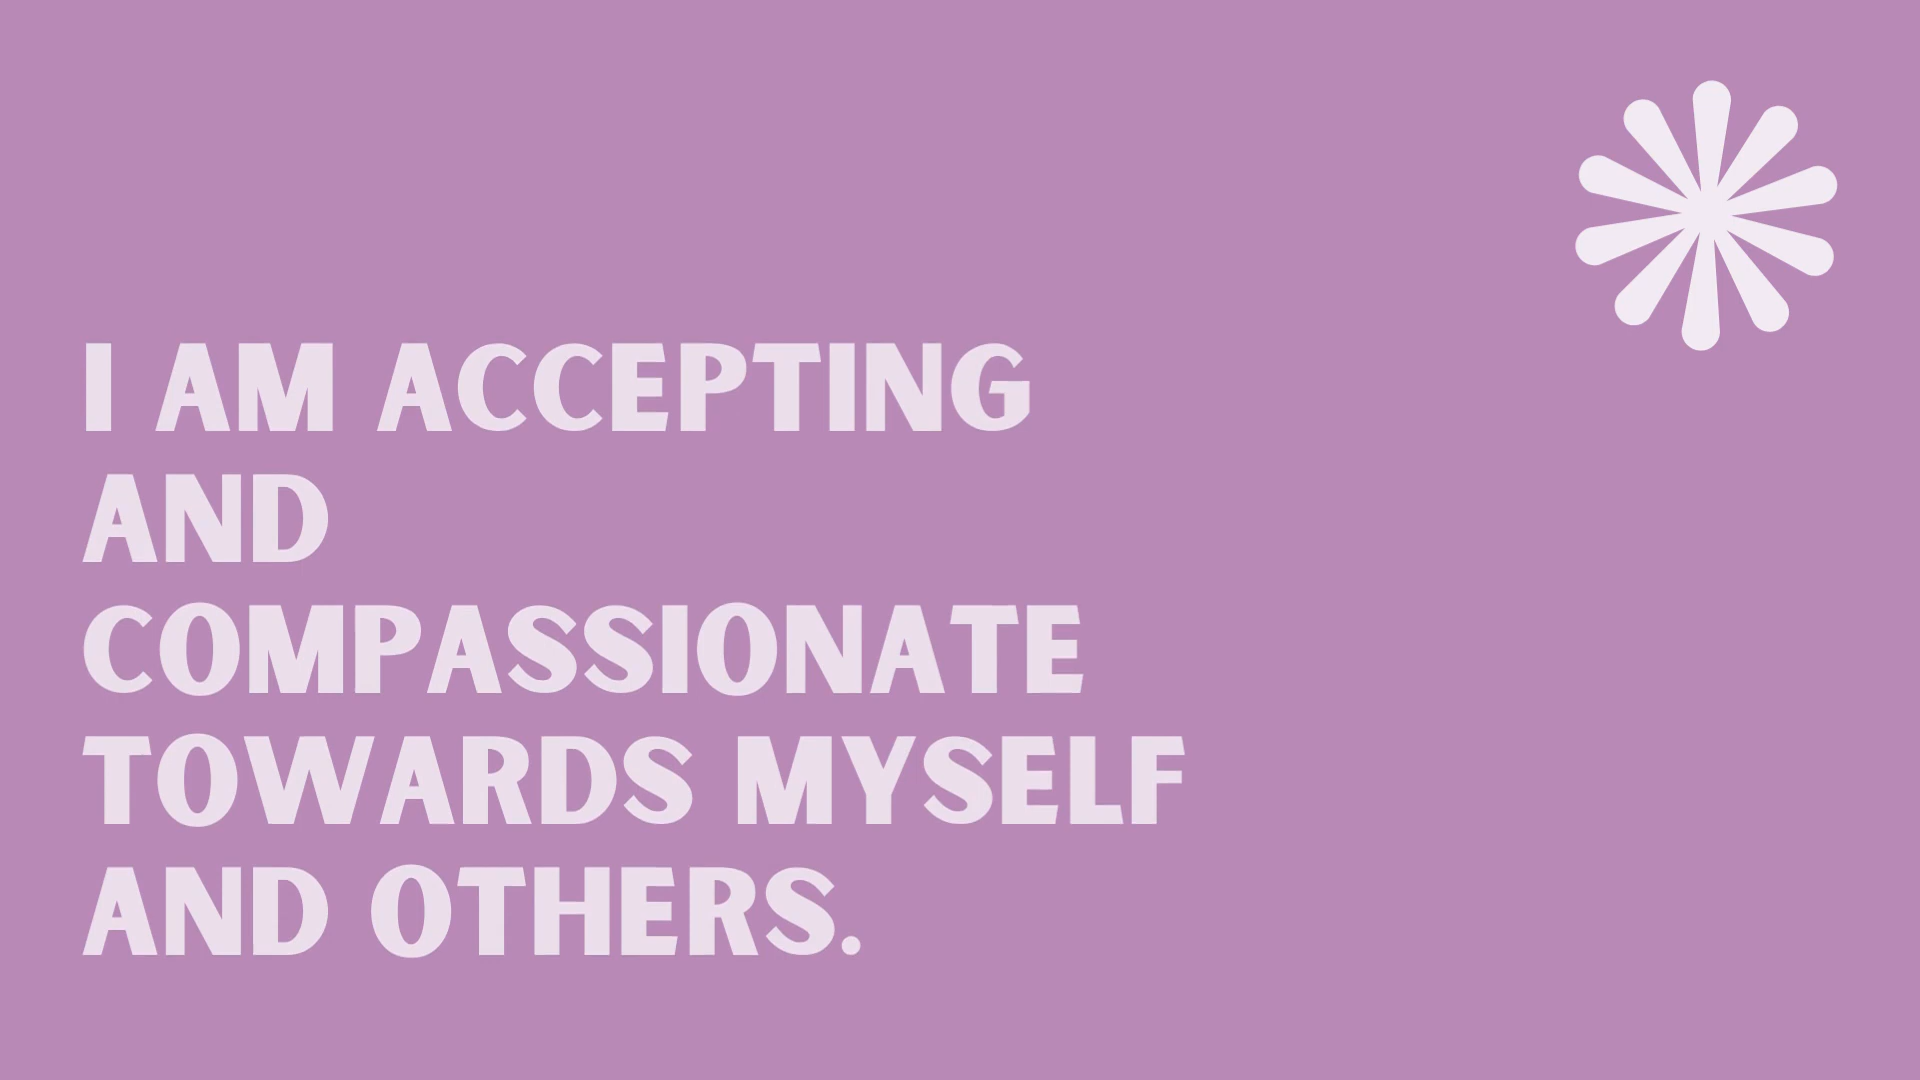 I AM ACCEPTING
AND
COMPASSIONATE
TOWARDS MYSELF
AND OTHERS.